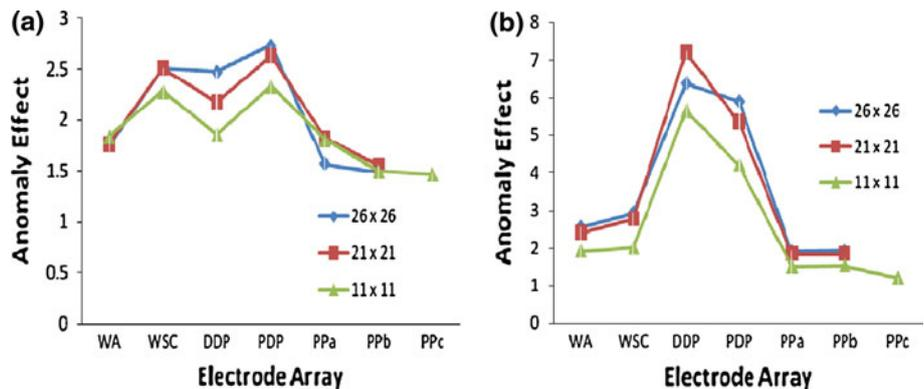 (a)
Anomaly Effect
3
2.5
2
1.5
1
0.5
0
26 x 26
21 x 21
11 x 11
WA WSC DDP PDP PPa PPb PPc
Electrode Array
(b)
Anomaly Effect
8
7
6
5
4
3
2
1
0
26 x 26
21 x 21
11 x 11
WA WSC DDP PDP PPa PPb PPc
Electrode Array